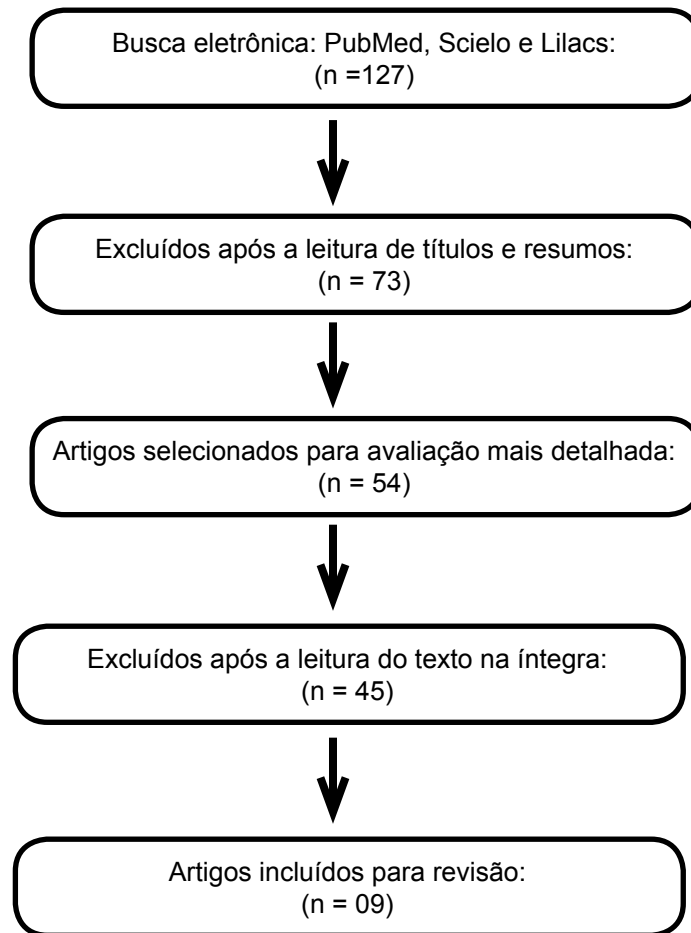 Busca eletrônica: PubMed, Scielo e Lilacs:
(n =127)
Excluídos após a leitura de títulos e resumos:
(n = 73)
Artigos selecionados para avaliação mais detalhada:
(n = 54)
Excluídos após a leitura do texto na íntegra:
(n = 45)
Artigos incluídos para revisão:
(n = 09)